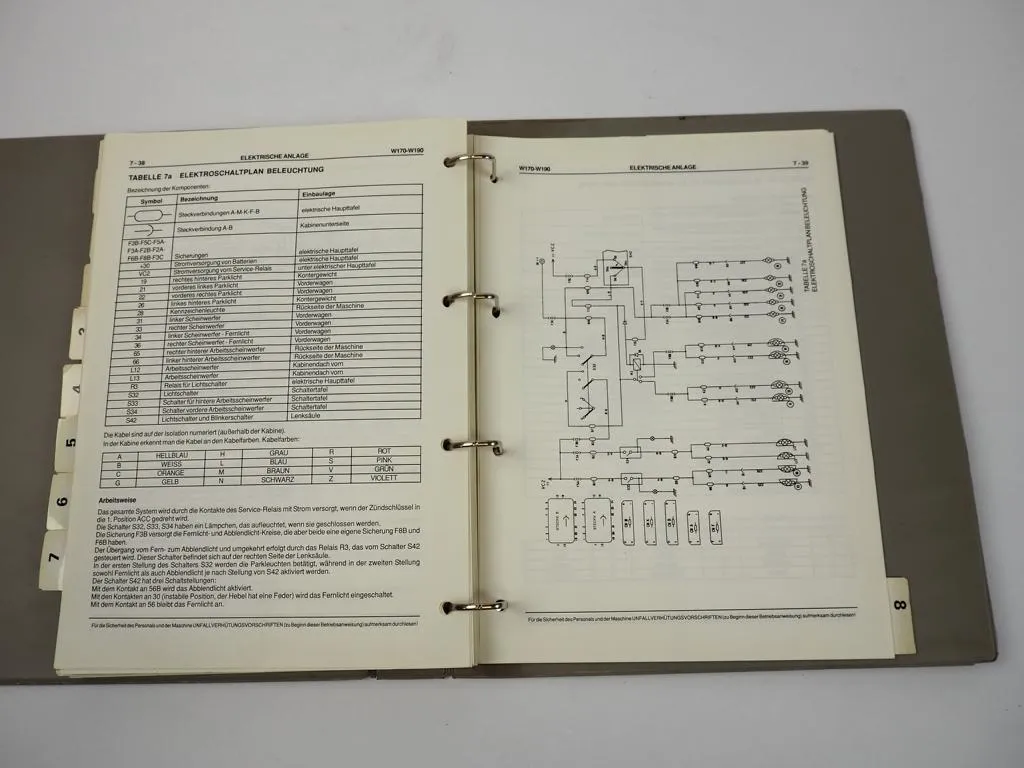 7 - 38 ELEKTRISCHE ANLAGE W170-W190
TABELLE 7a ELEKTROSCHALTPLAN BELEUCHTUNG
Bezeichnung der Komponenten:
Symbol Bezeichnung Einbaulage
Steckverbindungen A-M-K-F-B elektrische Haupttafel
Steckverbindung A-B Kabinenunterseite
F3B-F5C-F5A-
F3A-F2B-F2A-
F6B-F8B-F3C Sicherungen elektrische Haupttafel
+30 Stromversorgung von Batterien elektrische Haupttafel
VC2 Stromversorgung vom Service-Relais unter elektrischer Haupttafel
19 rechtes hinteres Parklicht Kontergewicht
21 vorderes linkes Parklicht Vorderwagen
22 vorderes rechtes Parklicht Vorderwagen
26 linkes hinteres Parklicht Kontergewicht
28 Kennzeichenleuchte Rückseite der Maschine
31 linker Scheinwerfer Vorderwagen
33 rechter Scheinwerfer Vorderwagen
34 linker Scheinwerfer - Fernlicht Vorderwagen
36 rechter Scheinwerfer - Fernlicht Vorderwagen
65 rechter hinterer Arbeitsscheinwerfer Rückseite der Maschine
66 linker hinterer Arbeitsscheinwerfer Rückseite der Maschine
L12 Arbeitsscheinwerfer Kabinendach vorn
L13 Arbeitsscheinwerfer Kabinendach vorn
R3 Relais für Lichtschalter elektrische Haupttafel
S32 Lichtschalter Schaltertafel
S33 Schalter für hintere Arbeitsscheinwerfer Schaltertafel
S34 Schalter vordere Arbeitsscheinwerfer Schaltertafel
S42 Lichtschalter und Blinkerschalter Lenksäule
Die Kabel sind auf der Isolation numeriert (außerhalb der Kabine).
In der Kabine erkennt man die Kabel an den Kabelfarben. Kabelfarben:
A HELLBLAU H GRAU R ROT
B WEISS L BLAU S PINK
C ORANGE M BRAUN V GRÜN
G GELB N SCHWARZ Z VIOLETT
Arbeitsweise
Das gesamte System wird durch die Kontakte des Service-Relais mit Strom versorgt, wenn der Zündschlüssel in
die 1. Position ACC gedreht wird.
Die Schalter S32, S33, S34 haben ein Lämpchen, das aufleuchtet, wenn sie geschlossen werden.
Die Sicherung F3B versorgt die Fernlicht- und Abblendlicht-Kreise, die aber beide eine eigene Sicherung F8B und
F6B haben.
Der Übergang vom Fern- zum Abblendlicht und umgekehrt erfolgt durch das Relais R3, das vom Schalter S42
gesteuert wird. Dieser Schalter befindet sich auf der rechten Seite der Lenksäule.
In der ersten Stellung des Schalters S32 werden die Parkleuchten betätigt, während in der zweiten Stellung
sowohl Fernlicht als auch Abblendlicht je nach Stellung von S42 aktiviert werden.
Der Schalter S42 hat drei Schaltstellungen:
Mit dem Kontakt an 56B wird das Abblendlicht aktiviert.
Mit den Kontakten an 30 (instabile Position, der Hebel hat eine Feder) wird das Fernlicht eingeschaltet.
Mit dem Kontakt an 56 bleibt das Fernlicht an.
Für die Sicherheit des Personals und der Maschine UNFALLVERHÜTUNGSVORSCHRIFTEN (zu Beginn dieser Betriebsanweisung) aufmerksam durchlesen!
4
5
6
7
W170-W190 ELEKTRISCHE ANLAGE 7 - 39
TABELLE 7a
ELEKTROSCHALTPLAN BELEUCHTUNG
VC2
VC2
Für die Sicherheit des Personals und der Maschine UNFALLVERHÜTUNGSVORSCHRIFTEN (zu Beginn dieser Betriebsanweisung) aufmerksam durchlesen!
8